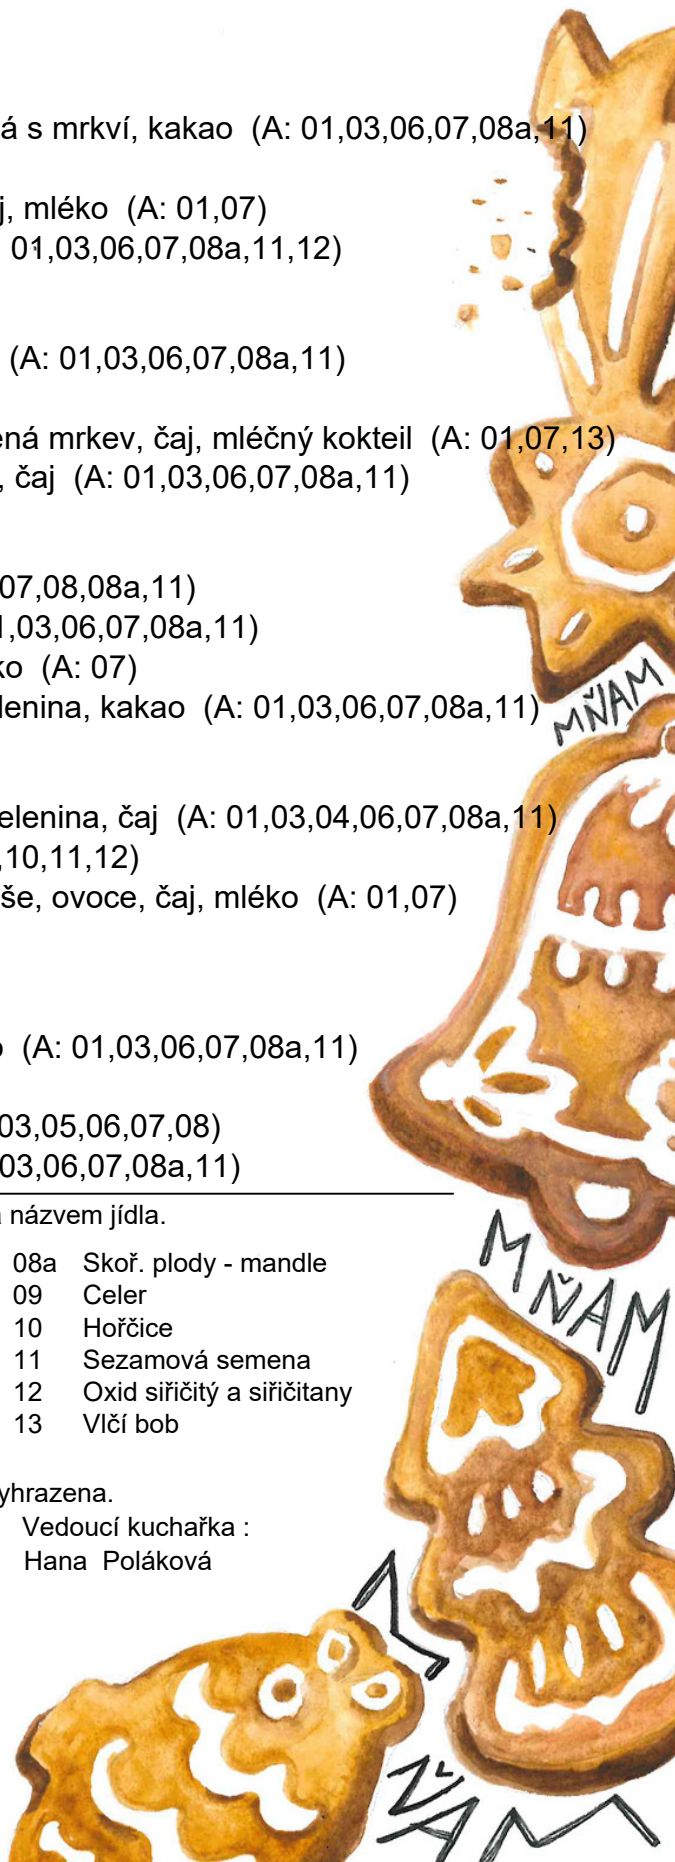 á s mrkví, kakao (A: 01,03,06,07,08a,11)
j, mléko (A: 01,07)
01,03,06,07,08a,11,12)
(A: 01,03,06,07,08a,11)
ená mrkev, čaj, mléčný kokteil (A: 01,07,13)
, čaj (A: 01,03,06,07,08a,11)
07,08,08a,11)
1,03,06,07,08a,11)
ko (A: 07)
lenina, kakao (A: 01,03,06,07,08a,11)
MŇAM
elenina, čaj (A: 01,03,04,06,07,08a,11)
,10,11,12)
še, ovoce, čaj, mléko (A: 01,07)
o (A: 01,03,06,07,08a,11)
03,05,06,07,08)
03,06,07,08a,11)
a názvem jídla.
08a Skoř. plody - mandle
09 Celer
10 Hořčice
11 Sezamová semena
12 Oxid siřičitý a siřičitany
13 Vlčí bob
MŇAM
yhrazena.
Vedoucí kuchařka :
Hana Poláková
MŇAM